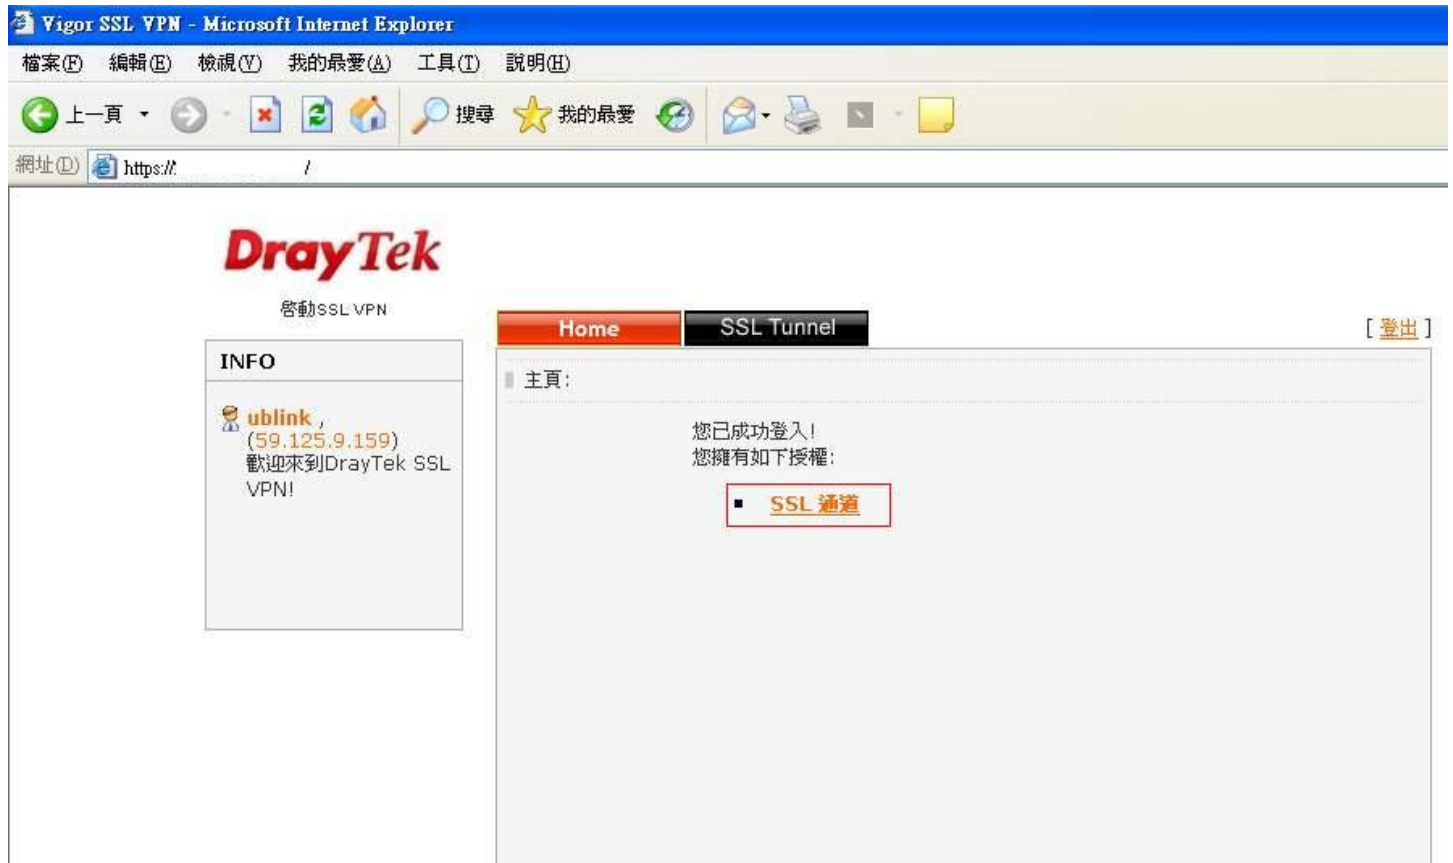 Vigor SSL VPN - Microsoft Internet Explorer
檔案(F) 編輯(E) 檢視(V) 我的最愛(A) 工具(T) 說明(H)
上一頁 搜尋 我的最愛
網址(D) https:// /
DrayTek
啓動SSL VPN
Home SSL Tunnel [ 登出 ]
INFO
主頁:
ublink ,
(59.125.9.159)
歡迎來到DrayTek SSL
VPN!
您已成功登入!
您擁有如下授權:
SSL 通道